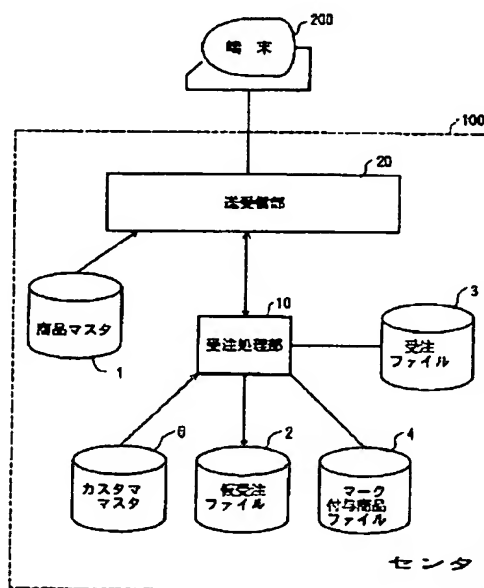 200
端末
100
20
送受信部
10
3
商品マスタ
1
受注処理部
受注
ファイル
6
2
4
カスタマ
マスタ
仮受注
ファイル
マーク
付与商品
ファイル
センタ